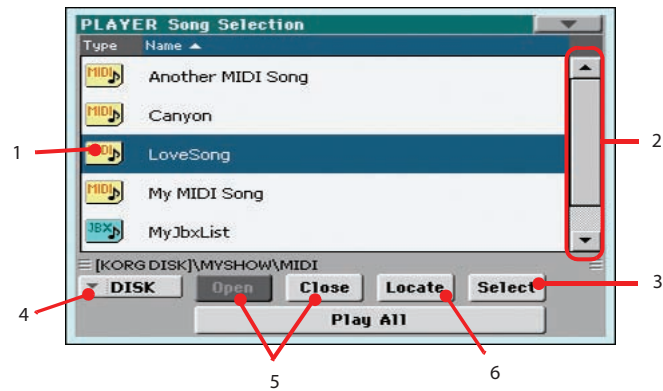 PLAYER Song Selection
Type Name
MIDI Another MIDI Song
MIDI Canyon
1 MIDI LoveSong 2
MIDI My MIDI Song
JBX MyJbxList
[KORG DISK]\MYSHOW\MIDI
DISK Open Close Locate Select 3
4 Play All
5 6